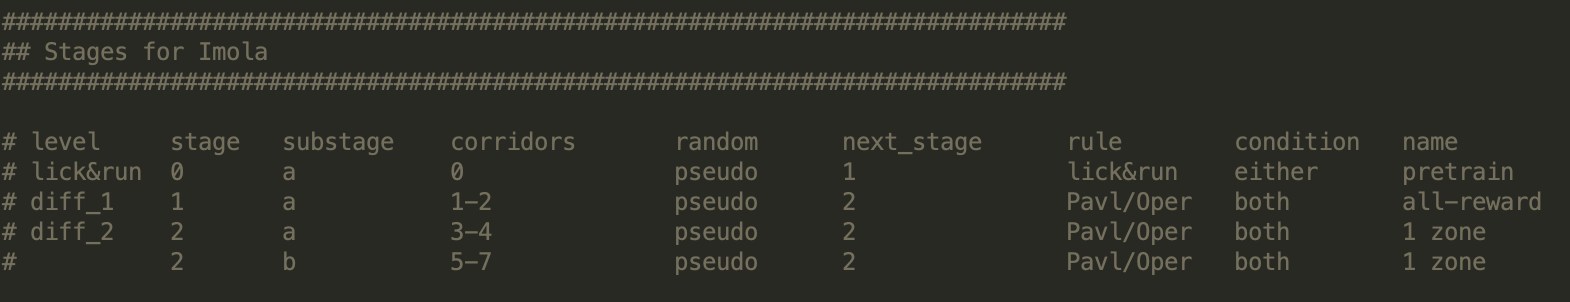 ############################################################################
## Stages for Imola
############################################################################
# level     stage   substage    corridors       random      next_stage      rule        condition   name
# lick&run  0       a           0               pseudo      1               lick&run    either      pretrain
# diff_1    1       a           1-2             pseudo      2               Pavl/Oper   both        all-reward
# diff_2    2       a           3-4             pseudo      2               Pavl/Oper   both        1 zone
#           2       b           5-7             pseudo      2               Pavl/Oper   both        1 zone